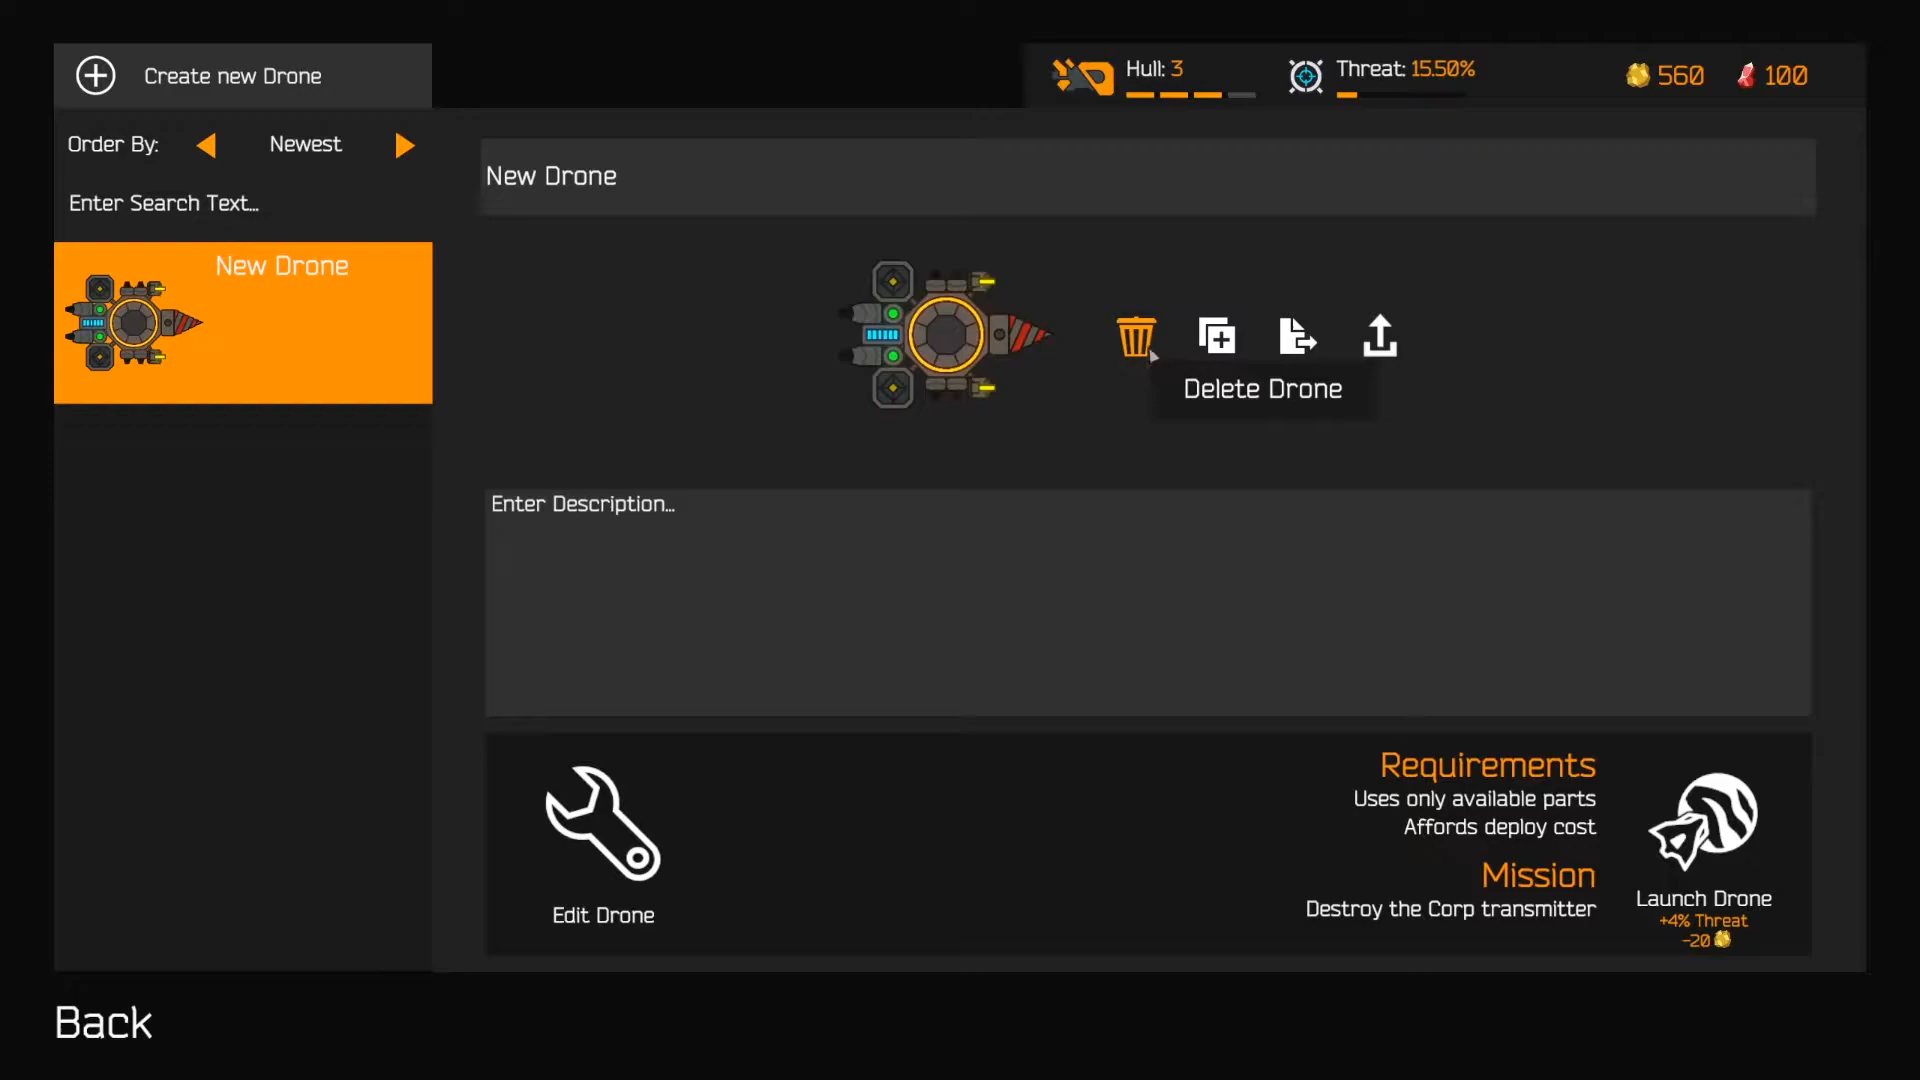 Create new Drone
Hull: 3
Threat: 15.50%
560
100
Order By:
Newest
Enter Search Text...
New Drone
New Drone
Delete Drone
Enter Description...
Edit Drone
Requirements
Uses only available parts
Affords deploy cost
Mission
Destroy the Corp transmitter
Launch Drone
+4% Threat
-20
Back